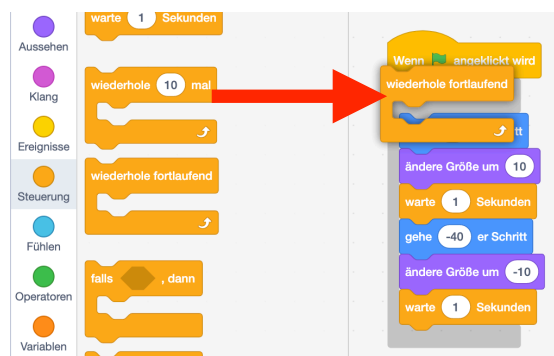 Aussehen
Klang
Ereignisse
Steuerung
Fühlen
Operatoren
Variablen
warte 1 Sekunden
wiederhole 10 mal
wiederhole fortlaufend
falls , dann
Wenn angeklickt wird
wiederhole fortlaufend
tt
ändere Größe um 10
warte 1 Sekunden
gehe -40 er Schritt
ändere Größe um -10
warte 1 Sekunden